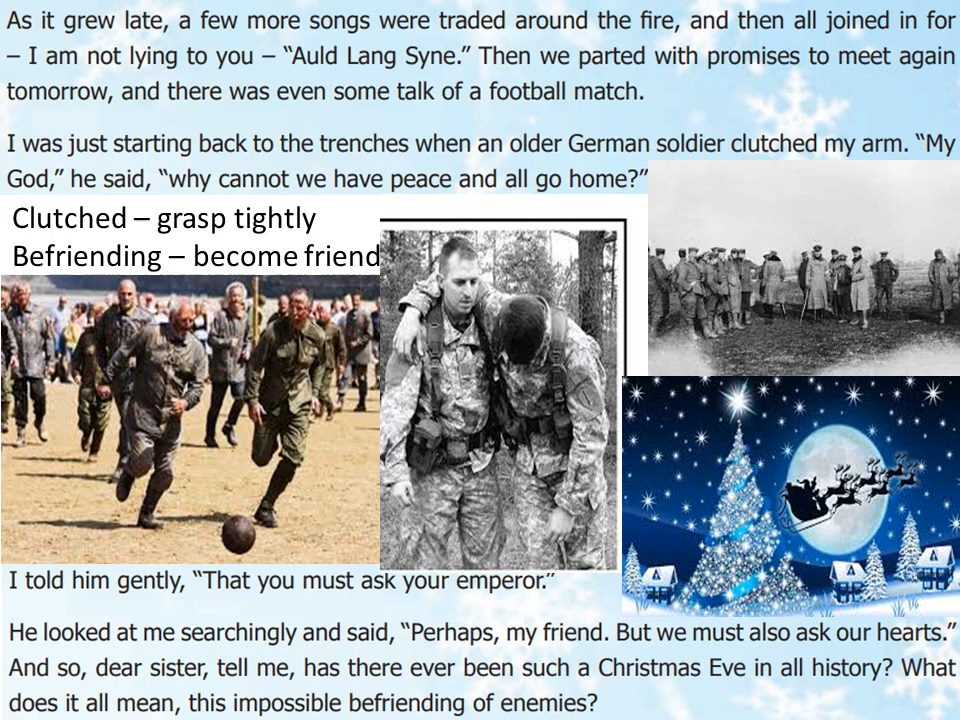 As it grew late, a few more songs were traded around the fire, and then all joined in for
– I am not lying to you – “Auld Lang Syne.” Then we parted with promises to meet again
tomorrow, and there was even some talk of a football match.
I was just starting back to the trenches when an older German soldier clutched my arm. “My
God,” he said, “why cannot we have peace and all go home?”
Clutched – grasp tightly
Befriending – become friend
I told him gently, “That you must ask your emperor.”
He looked at me searchingly and said, “Perhaps, my friend. But we must also ask our hearts.”
And so, dear sister, tell me, has there ever been such a Christmas Eve in all history? What
does it all mean, this impossible befriending of enemies?